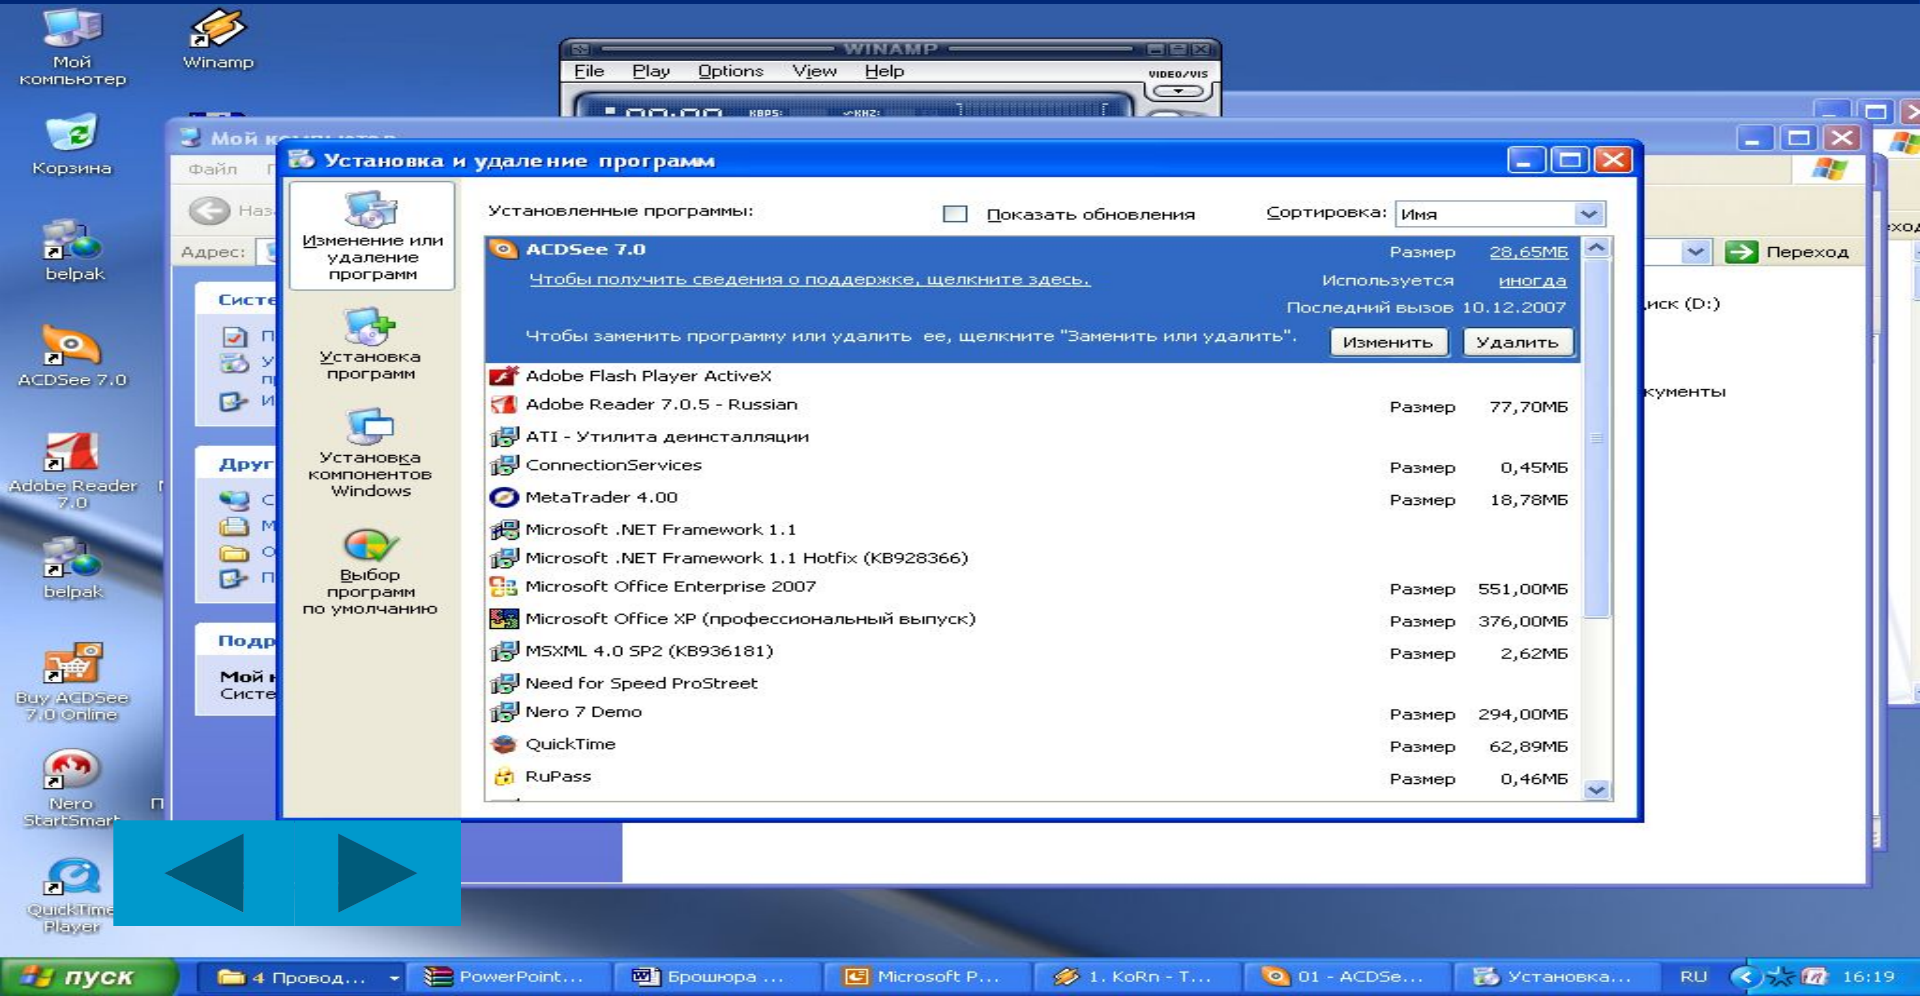 Мой
компьютер
Winamp
Корзина
belpak
ACDSee 7.0
Adobe Reader
7.0
belpak
Buy ACDSee
7.0 Online
Nero
StartSmart
QuickTime
Player
WINAMP
File Play Options View Help
VIDEO/VIS
KBPS: KHZ:
Мой
Файл
Адрес:
Переход
Диск (D:)
Мой
Установка и удаление программ
Изменение или
удаление
программ
Установка
программ
Установка
компонентов
Windows
Выбор
программ
по умолчанию
Установленные программы:
Показать обновления
Сортировка: Имя
ACDSee 7.0 Размер 28,65МБ
Чтобы получить сведения о поддержке, щелкните здесь. Используется иногда
Последний вызов 10.12.2007
Чтобы заменить программу или удалить ее, щелкните "Заменить или удалить". Изменить Удалить
Adobe Flash Player ActiveX
Adobe Reader 7.0.5 - Russian Размер 77,70МБ
ATI - Утилита деинсталляции
ConnectionServices Размер 0,45МБ
MetaTrader 4.00 Размер 18,78МБ
Microsoft .NET Framework 1.1
Microsoft .NET Framework 1.1 Hotfix (KB928366)
Microsoft Office Enterprise 2007 Размер 551,00МБ
Microsoft Office XP (профессиональный выпуск) Размер 376,00МБ
MSXML 4.0 SP2 (KB936181) Размер 2,62МБ
Need for Speed ProStreet
Nero 7 Demo Размер 294,00МБ
QuickTime Размер 62,89МБ
RuPass Размер 0,46МБ
пуск
4 Провод...
PowerPoint...
Брошюра ...
Microsoft P...
1. KoRn - T...
01 - ACDSe...
Установка...
RU
16:19